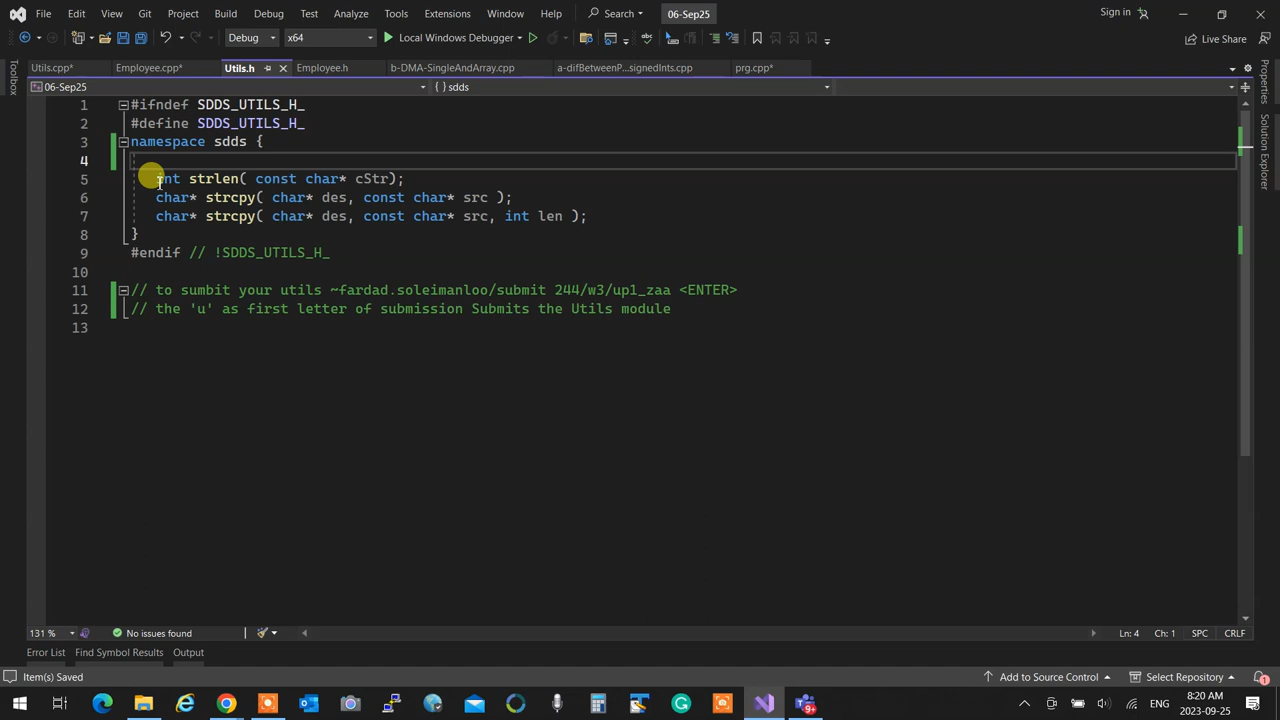 File Edit View Git Project Build Debug Test Analyze Tools Extensions Window Help Search 06-Sep25 Sign in
Debug x64 Local Windows Debugger Live Share
Utils.cpp* Employee.cpp* Utils.h Employee.h b-DMA-SingleAndArray.cpp a-difBetweenP...signedInts.cpp prg.cpp*
06-Sep25 {} sdds
Toolbox
Properties
Solution Explorer
1 #ifndef SDDS_UTILS_H_
2 #define SDDS_UTILS_H_
3 namespace sdds {
4
5 int strlen( const char* cStr);
6 char* strcpy( char* des, const char* src );
7 char* strcpy( char* des, const char* src, int len );
8 }
9 #endif // !SDDS_UTILS_H_
10
11 // to sumbit your utils ~fardad.soleimanloo/submit 244/w3/up1_zaa <ENTER>
12 // the 'u' as first letter of submission Submits the Utils module
13
131 % No issues found Ln: 4 Ch: 1 SPC CRLF
Error List Find Symbol Results Output
Item(s) Saved Add to Source Control Select Repository 1
9+ ENG 8:20 AM
2023-09-25 1